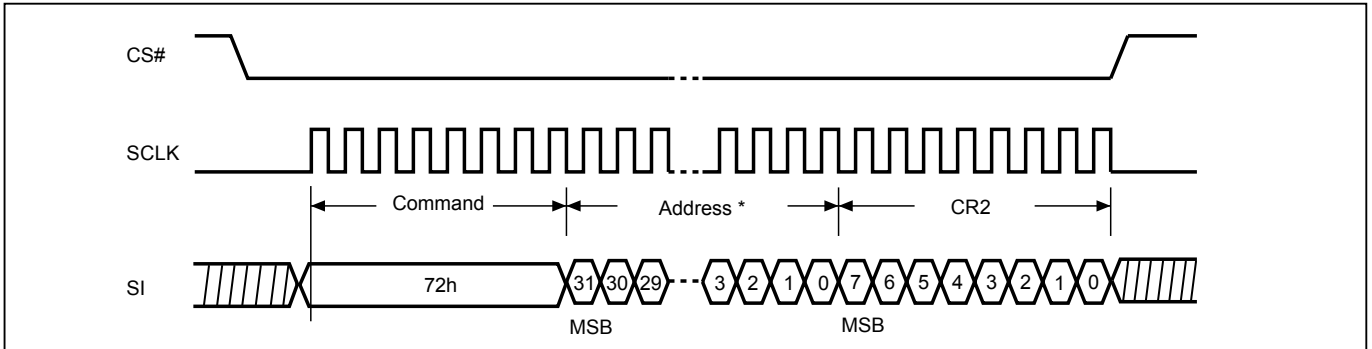 CS#
SCLK
Command
Address *
CR2
SI
72h
31 30 29 3 2 1 0 7 6 5 4 3 2 1 0
MSB
MSB